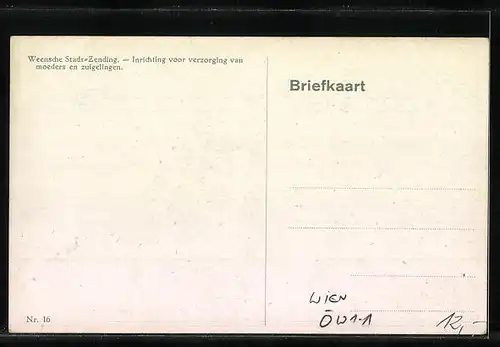 Weensche Stads=Zending. — Inrichting voor verzorging van
moeders en zuigelingen.
Briefkaart
Nr. 16
WIEN
ÖW1-1
12,-